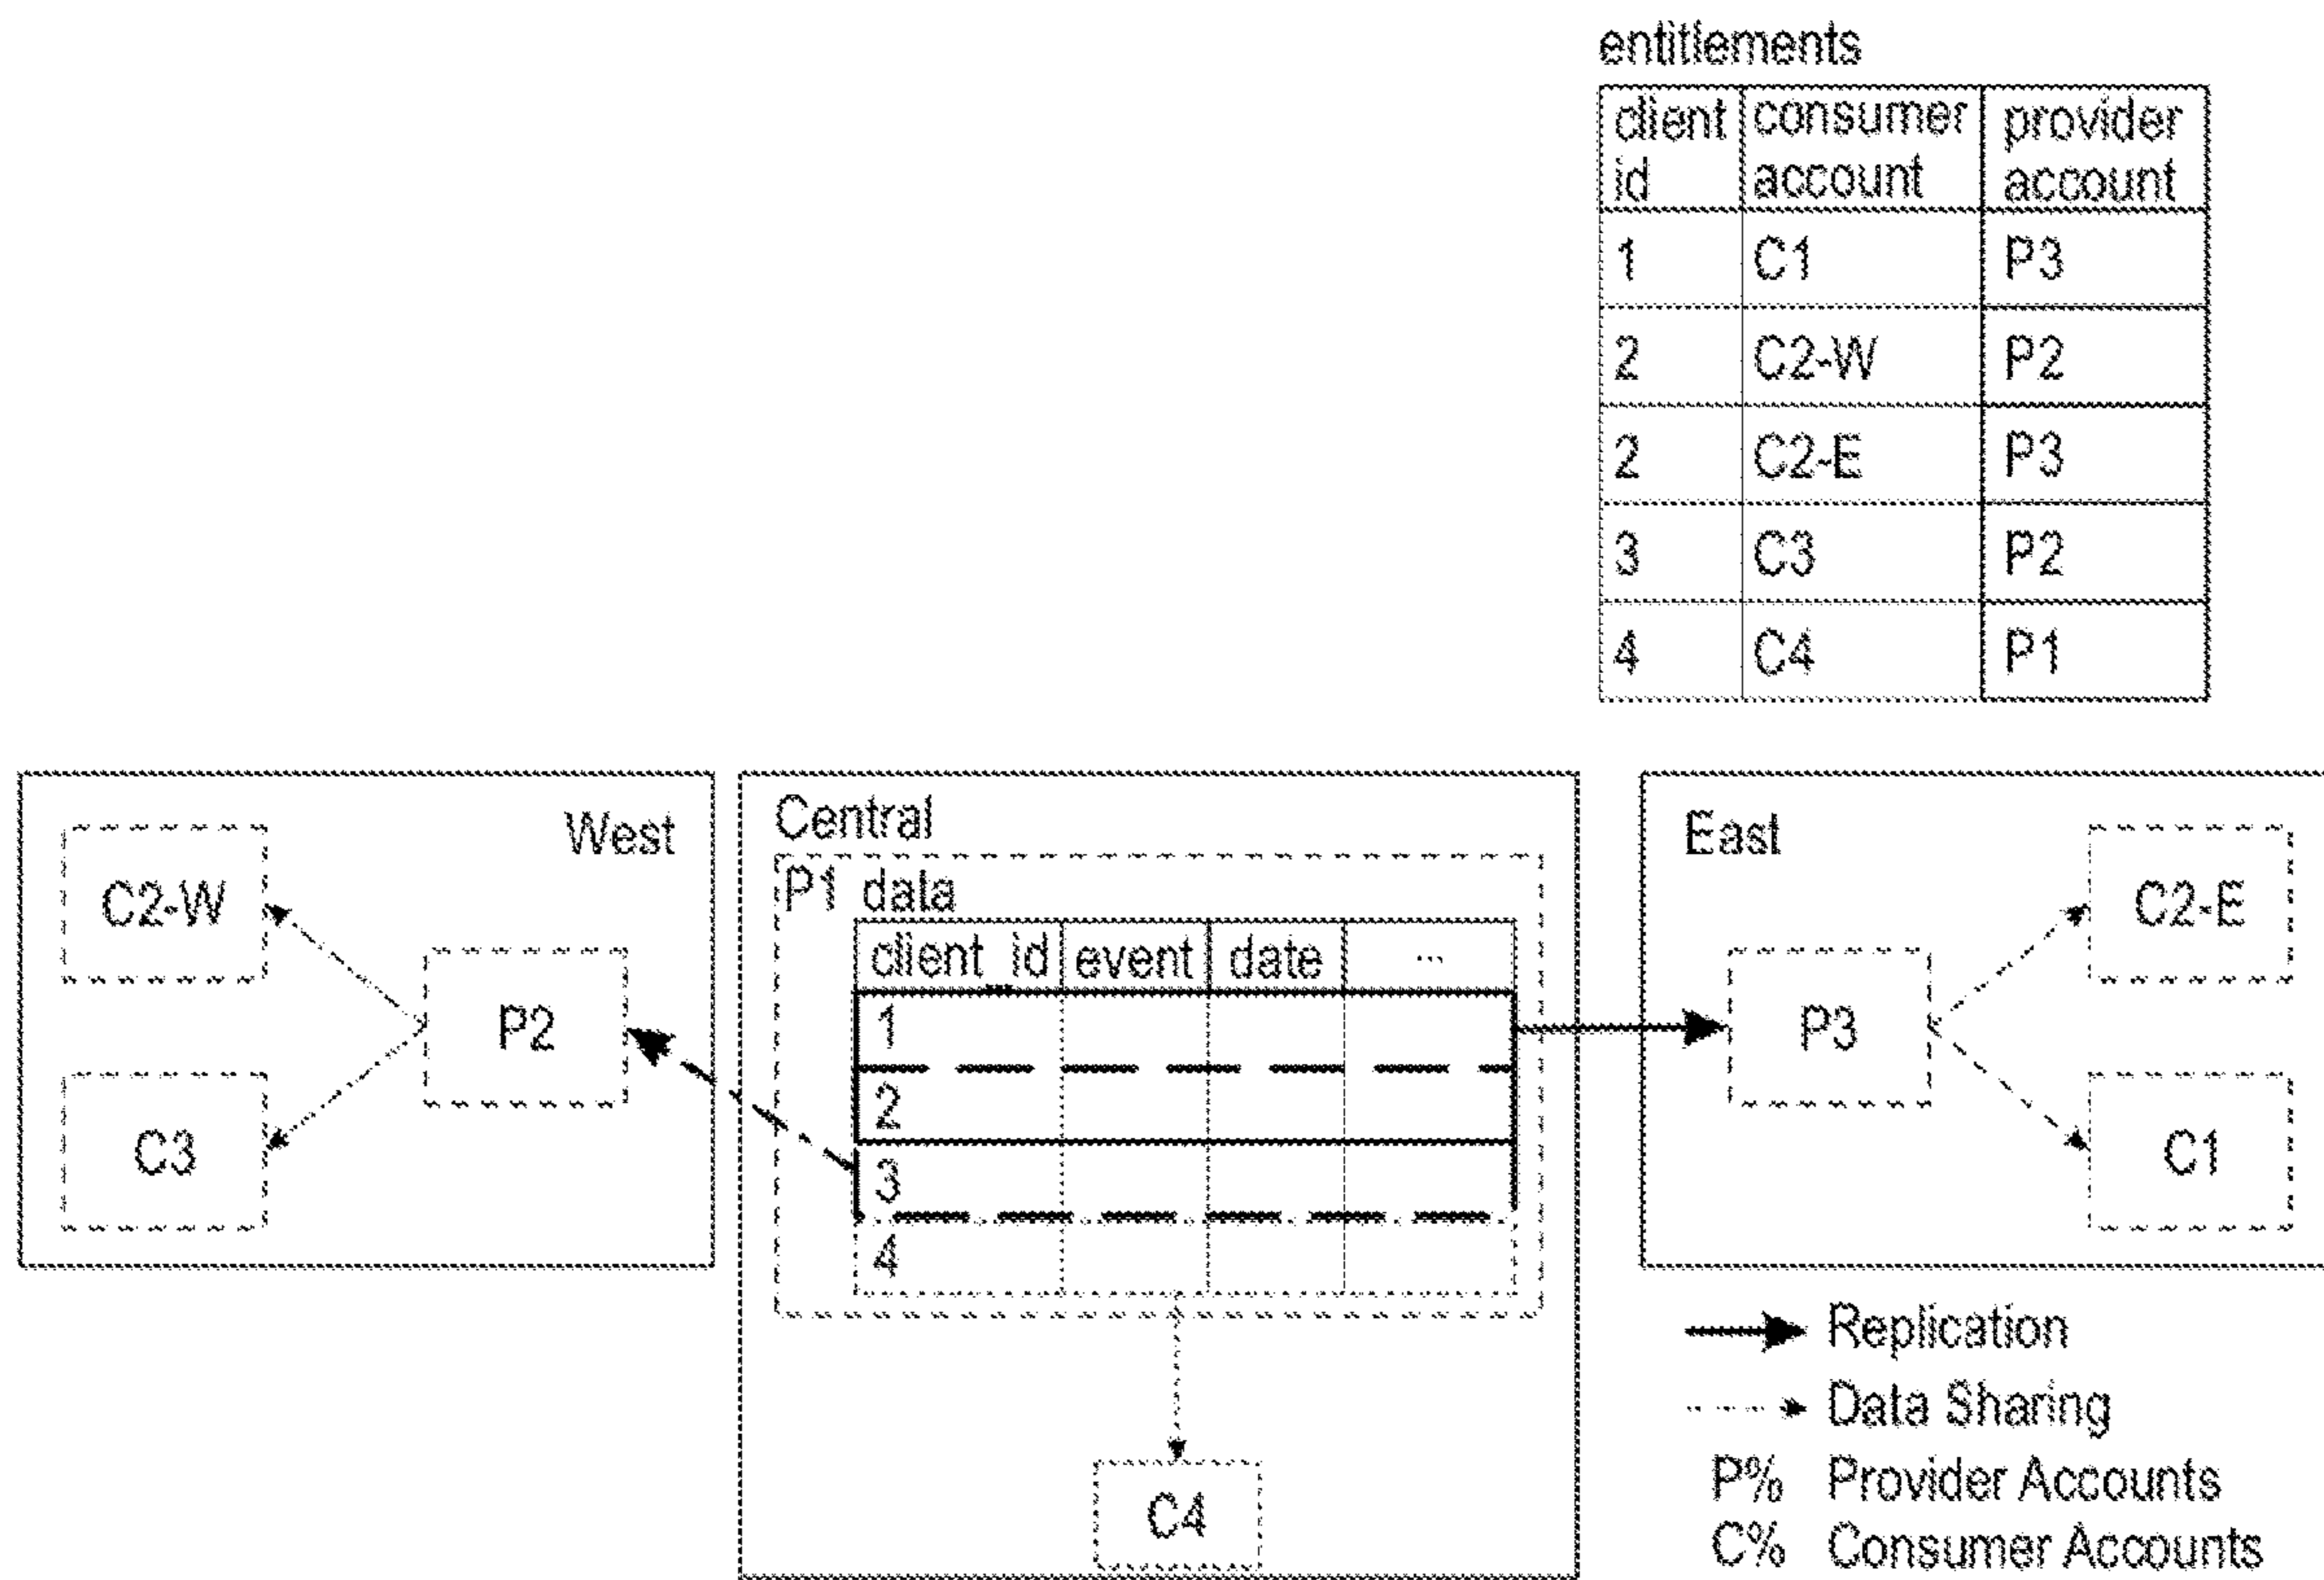 entitlements
client id consumer account provider account
1 C1 P3
2 C2-W P2
2 C2-E P3
3 C3 P2
4 C4 P1
West
C2-W
P2
C3
Central
P1 data
client_id event date ...
1
2
3
4
C4
East
C2-E
P3
C1
Replication
Data Sharing
P% Provider Accounts
C% Consumer Accounts